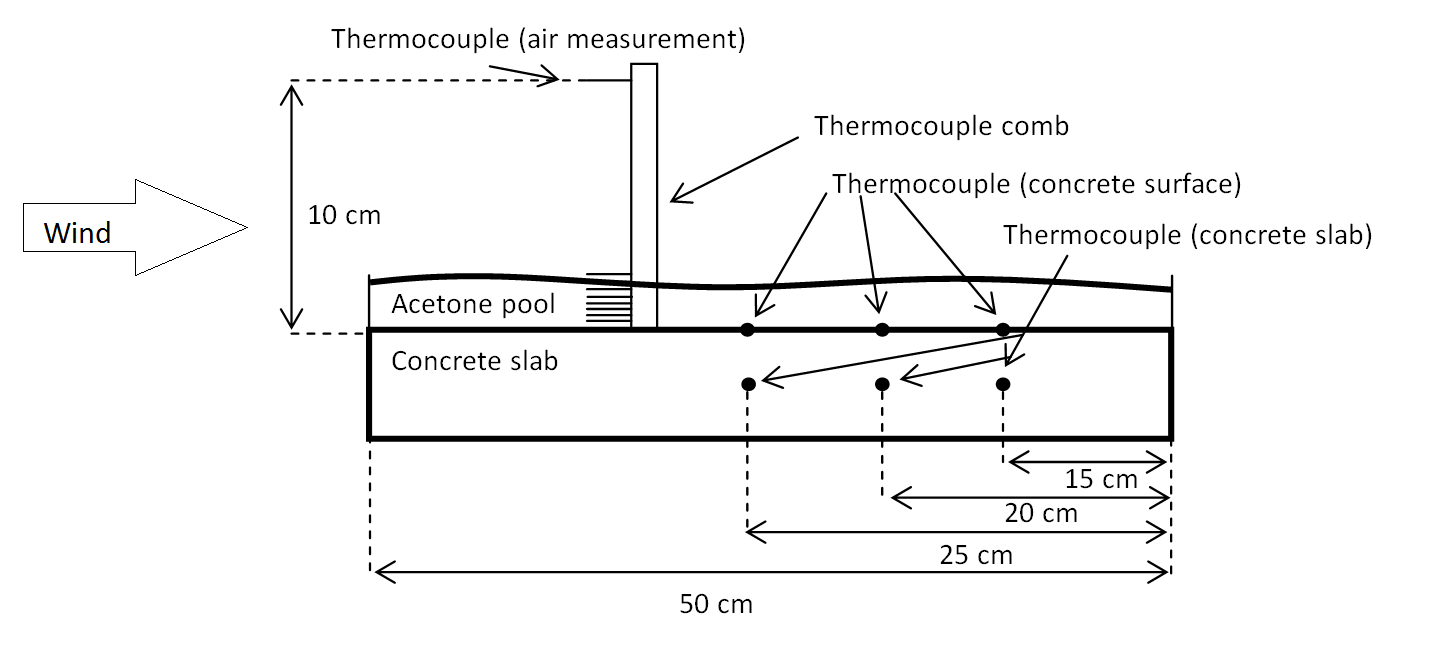 Thermocouple (air measurement)
Thermocouple comb
Thermocouple (concrete surface)
10 cm
Wind
Thermocouple (concrete slab)
Acetone pool
Concrete slab
15 cm
20 cm
25 cm
50 cm